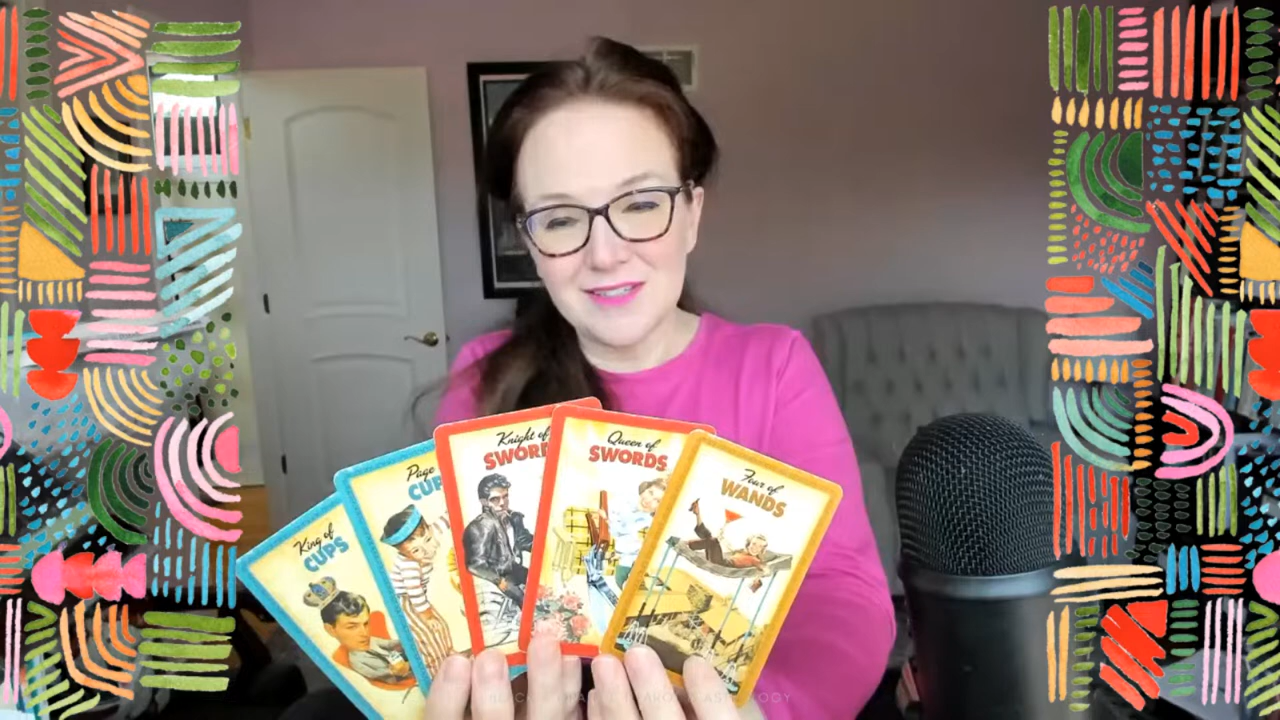 King of
CUPS
Page
CUP
Knight of
SWORD
Queen of
SWORDS
Four of
WANDS